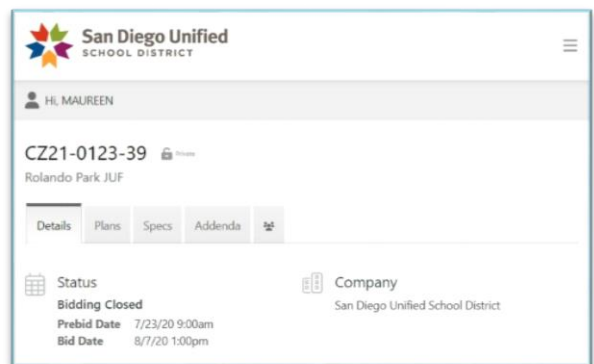 San Diego Unified
SCHOOL DISTRICT
Hi, MAUREEN
CZ21-0123-39 Private
Rolando Park JUF
Details Plans Specs Addenda
Status
Bidding Closed
Prebid Date 7/23/20 9:00am
Bid Date 8/7/20 1:00pm
Company
San Diego Unified School District